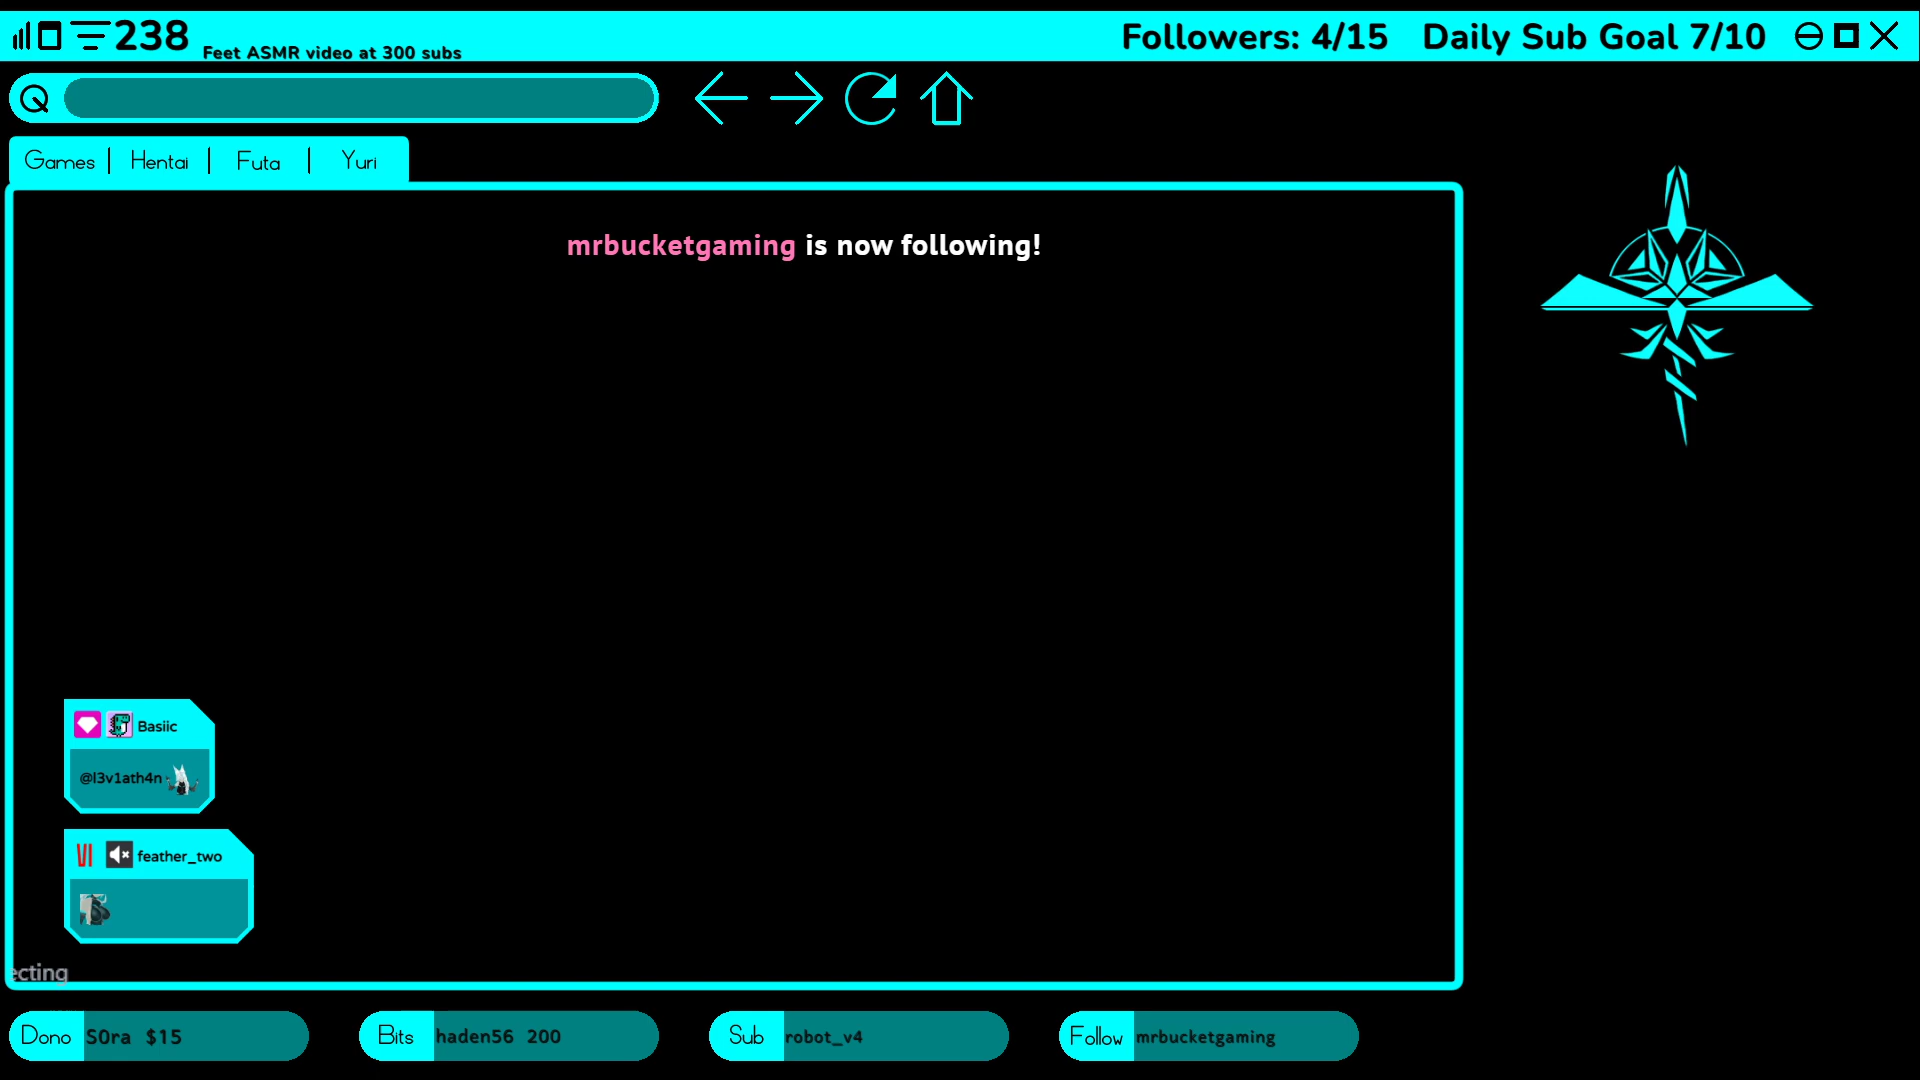 238
Feet ASMR video at 300 subs
Followers: 4/15
Daily Sub Goal 7/10
Games
Hentai
Futa
Yuri
mrbucketgaming is now following!
Basiic
@l3v1ath4n
feather_two
ecting
Dono
S0ra $15
Bits
haden56 200
Sub
robot_v4
Follow
mrbucketgaming